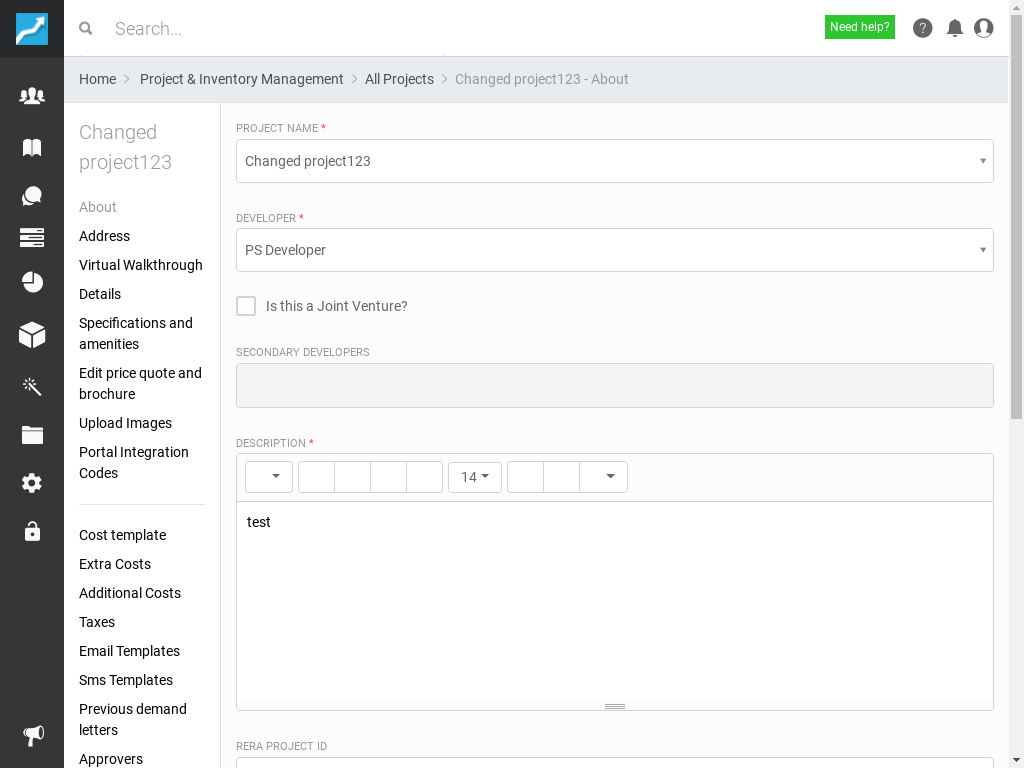 Search...
Need help?
Home
Project & Inventory Management
All Projects
Changed project123 - About
Changed
project123
About
Address
Virtual Walkthrough
Details
Specifications and
amenities
Edit price quote and
brochure
Upload Images
Portal Integration
Codes
Cost template
Extra Costs
Additional Costs
Taxes
Email Templates
Sms Templates
Previous demand
letters
Approvers
PROJECT NAME *
Changed project123
DEVELOPER *
PS Developer
Is this a Joint Venture?
SECONDARY DEVELOPERS
DESCRIPTION *
14
test
RERA PROJECT ID